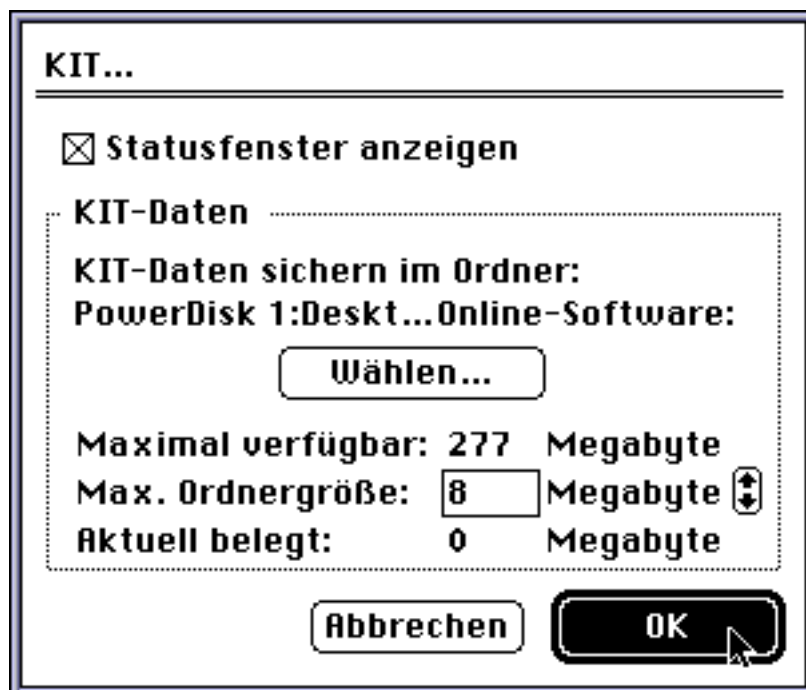 KIT...
Statusfenster anzeigen
KIT-Daten
KIT-Daten sichern im Ordner:
PowerDisk 1:Deskt...Online-Software:
Wählen...
Maximal verfügbar: 277 Megabyte
Max. Ordnergröße: 8 Megabyte
Aktuell belegt: 0 Megabyte
Abbrechen OK